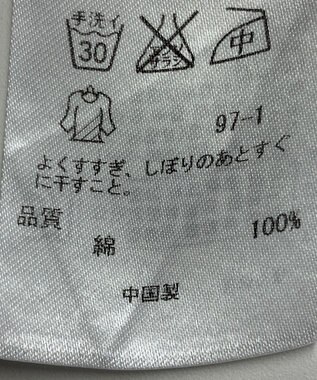 手洗イ
30
エンソ
サラシ
中
97-1
よくすすぎ、しぼりのあとすぐ
に干すこと。
品質
綿
100%
中国製